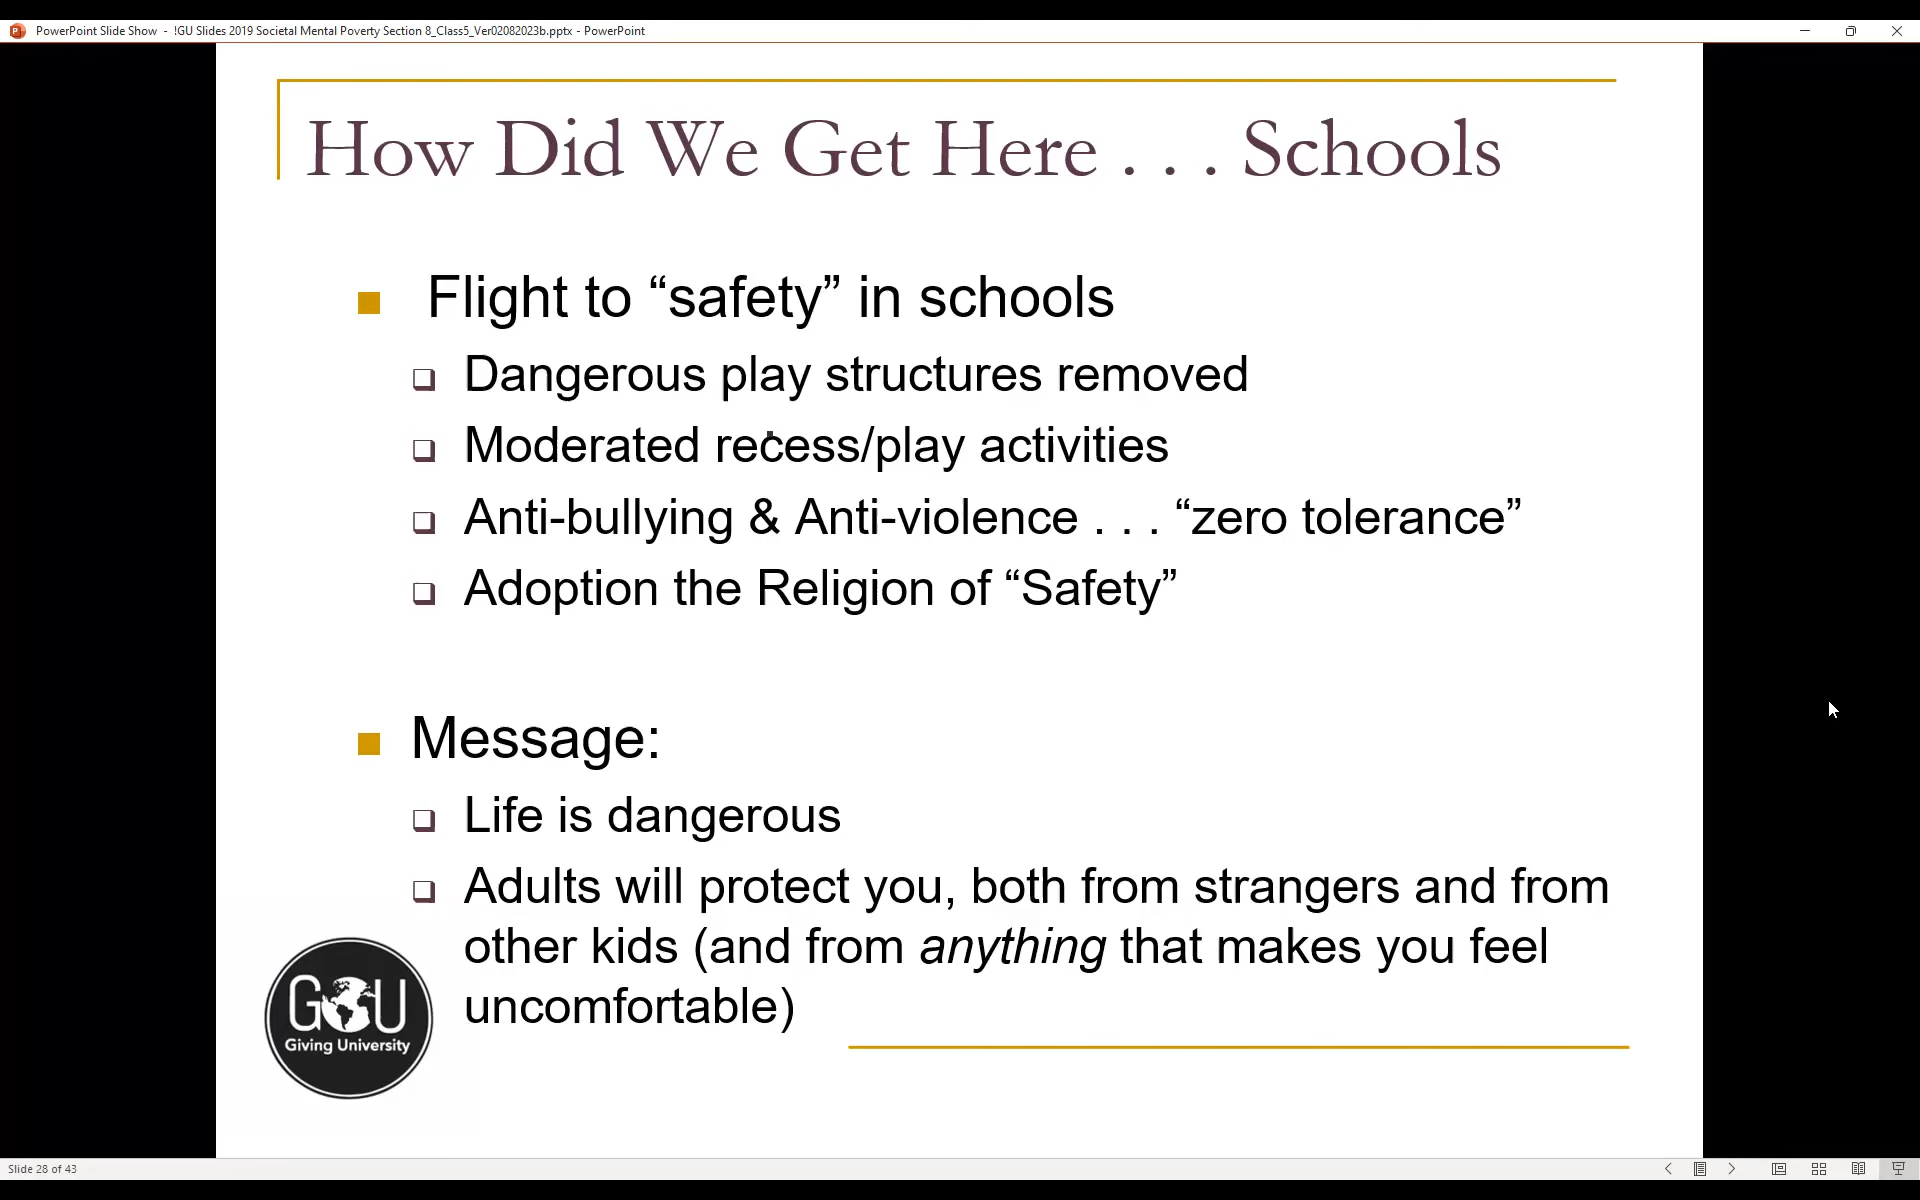 PowerPoint Slide Show - !GU Slides 2019 Societal Mental Poverty Section 8_Class5_Ver02082023b.pptx - PowerPoint
How Did We Get Here . . . Schools
Flight to “safety” in schools
Dangerous play structures removed
Moderated recess/play activities
Anti-bullying & Anti-violence . . . “zero tolerance”
Adoption the Religion of “Safety”
Message:
Life is dangerous
Adults will protect you, both from strangers and from
other kids (and from anything that makes you feel
uncomfortable)
GU
Giving University
Slide 28 of 43